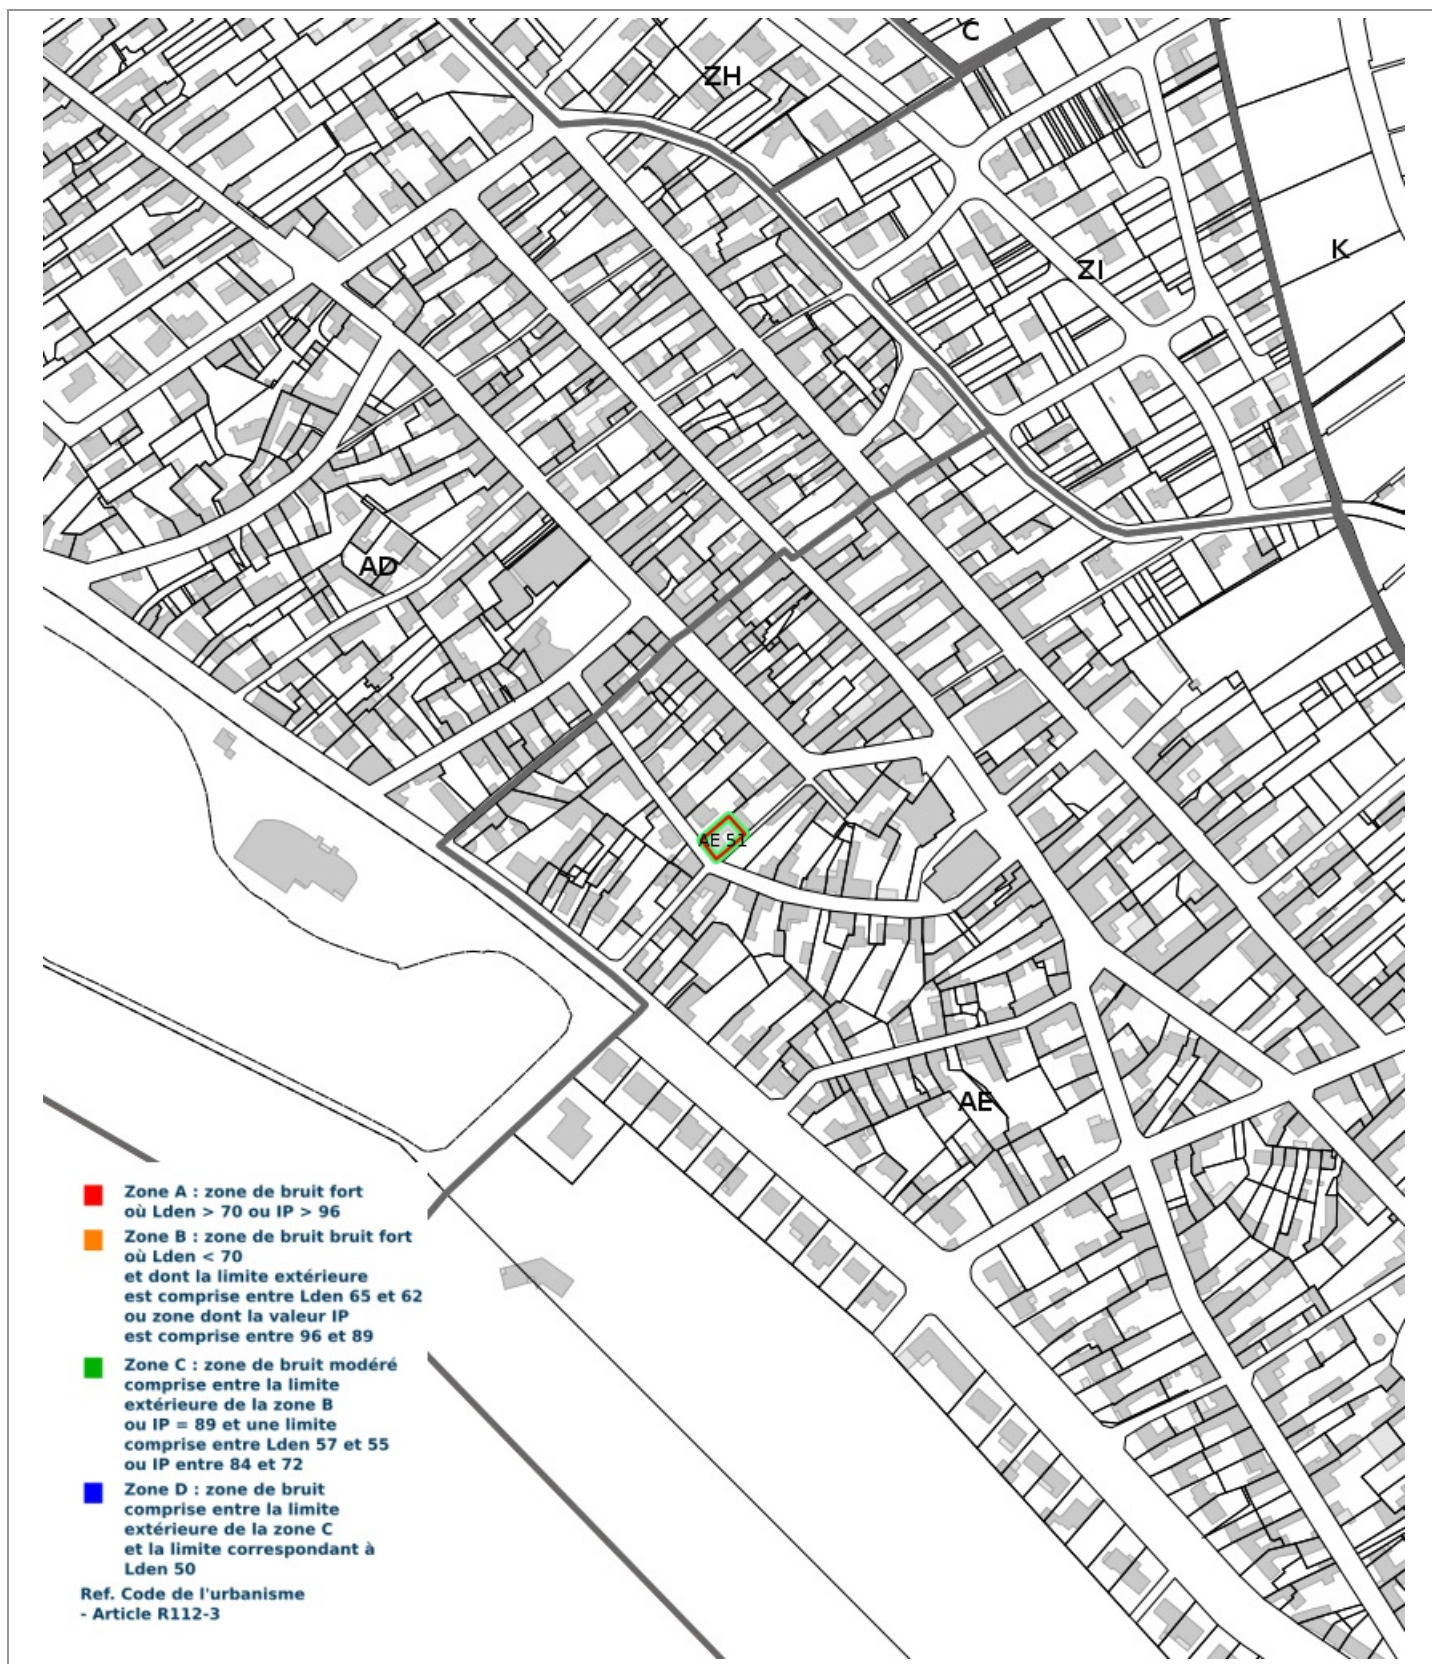 C
ZH
K
ZI
AD
AE 51
AE
Zone A : zone de bruit fort
où Lden > 70 ou IP > 96
Zone B : zone de bruit bruit fort
où Lden < 70
et dont la limite extérieure
est comprise entre Lden 65 et 62
ou zone dont la valeur IP
est comprise entre 96 et 89
Zone C : zone de bruit modéré
comprise entre la limite
extérieure de la zone B
ou IP = 89 et une limite
comprise entre Lden 57 et 55
ou IP entre 84 et 72
Zone D : zone de bruit
comprise entre la limite
extérieure de la zone C
et la limite correspondant à
Lden 50
Ref. Code de l'urbanisme
- Article R112-3